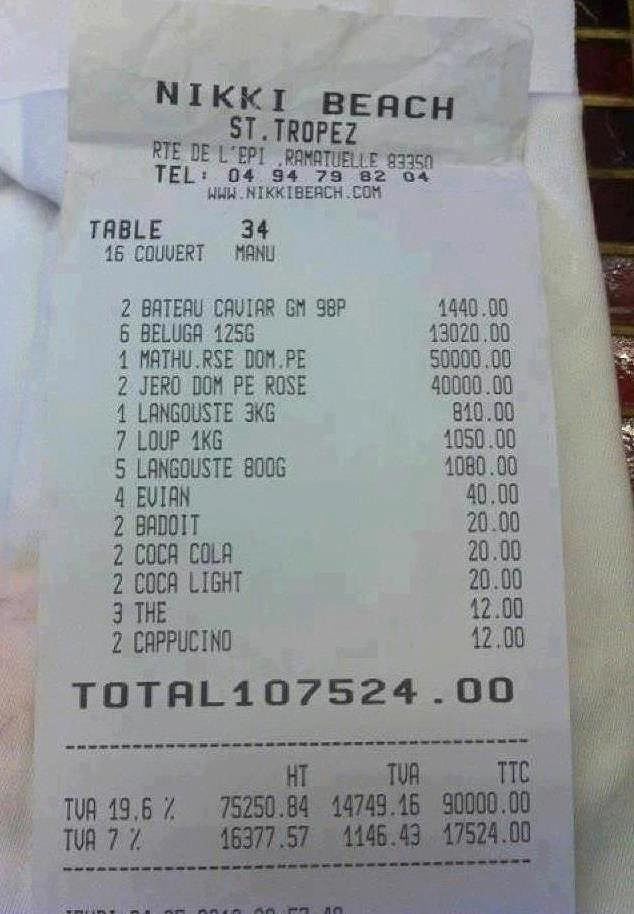 NIKKI BEACH
ST.TROPEZ
RTE DE L'EPI ,RAMATUELLE 83350
TEL: 04 94 79 82 04
WWW.NIKKIBEACH.COM
TABLE 34
16 COUVERT MANU
2 BATEAU CAVIAR GM 98P 1440.00
6 BELUGA 125G 13020.00
1 MATHU.RSE DOM.PE 50000.00
2 JERO DOM PE ROSE 40000.00
1 LANGOUSTE 3KG 810.00
7 LOUP 1KG 1050.00
5 LANGOUSTE 800G 1080.00
4 EVIAN 40.00
2 BADOIT 20.00
2 COCA COLA 20.00
2 COCA LIGHT 20.00
3 THE 12.00
2 CAPPUCINO 12.00
TOTAL107524.00
HT TVA TTC
TVA 19.6 % 75250.84 14749.16 90000.00
TVA 7 % 16377.57 1146.43 17524.00